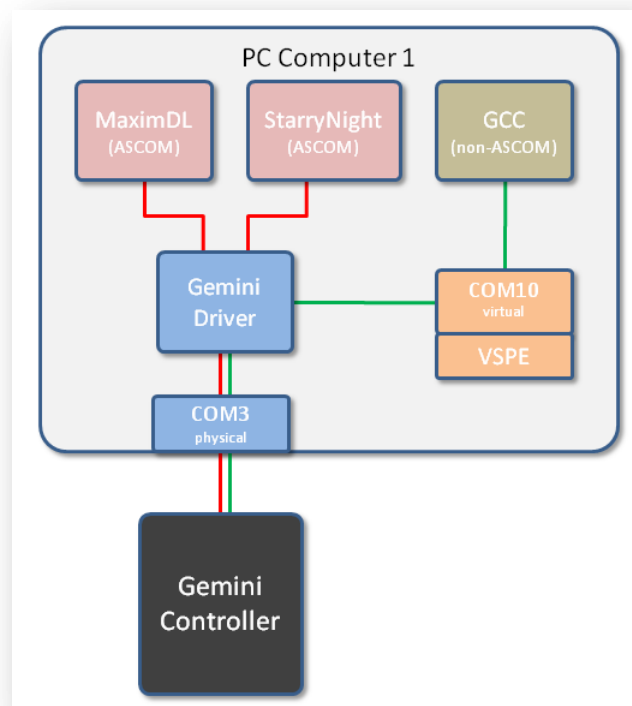 PC Computer 1
MaximDL
(ASCOM)
StarryNight
(ASCOM)
GCC
(non-ASCOM)
Gemini
Driver
COM10
virtual
VSPE
COM3
physical
Gemini
Controller